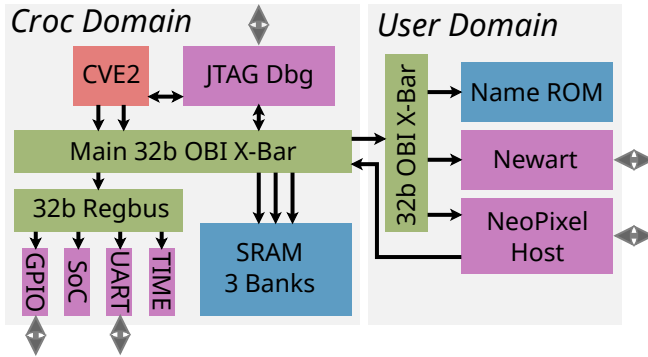 Croc Domain
User Domain
CVE2
JTAG Dbg
32b OBI X-Bar
Name ROM
Main 32b OBI X-Bar
Newart
32b Regbus
NeoPixel
Host
SRAM
3 Banks
GPIO
SoC
UART
TIME